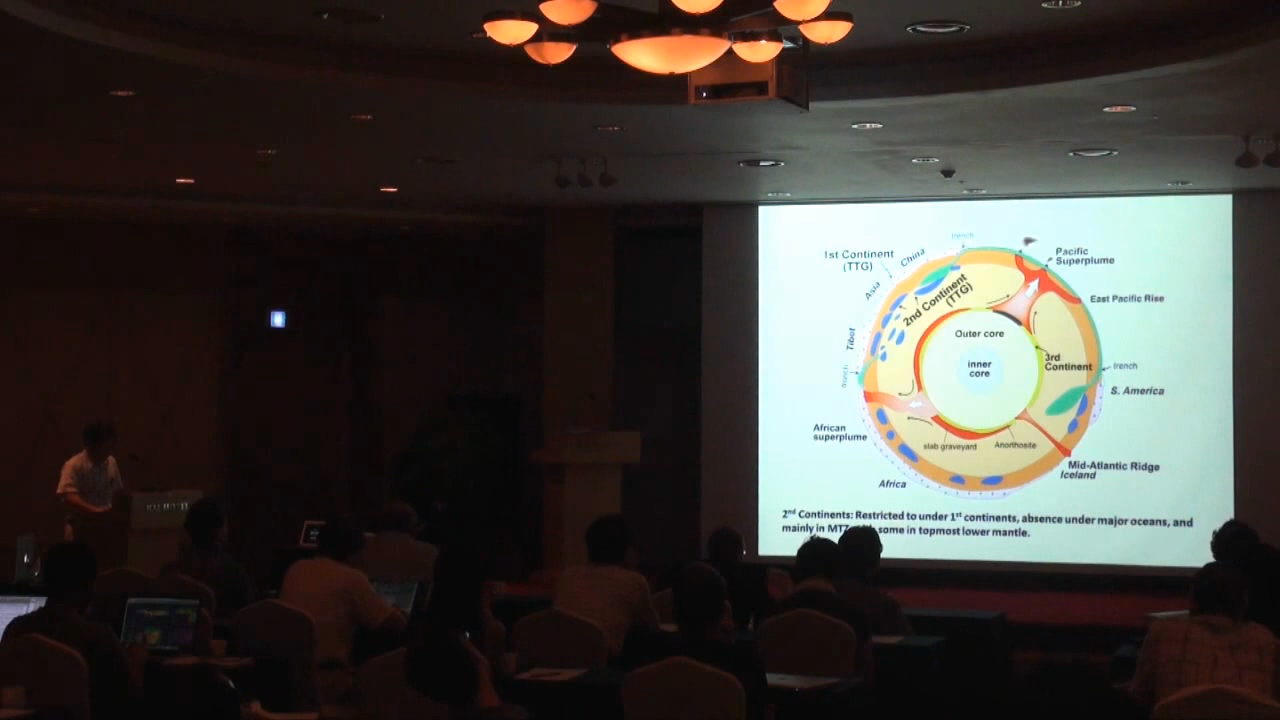 trench
1st Continent
(TTG)
China
Pacific
Superplume
Asia
2nd Continent
(TTG)
East Pacific Rise
Outer core
Tibet
inner
core
3rd
Continent
trench
trench
S. America
African
superplume
slab graveyard
Anorthosite
Mid-Atlantic Ridge
Iceland
Africa
2nd Continents: Restricted to under 1st continents, absence under major oceans, and
mainly in MTZ some in topmost lower mantle.